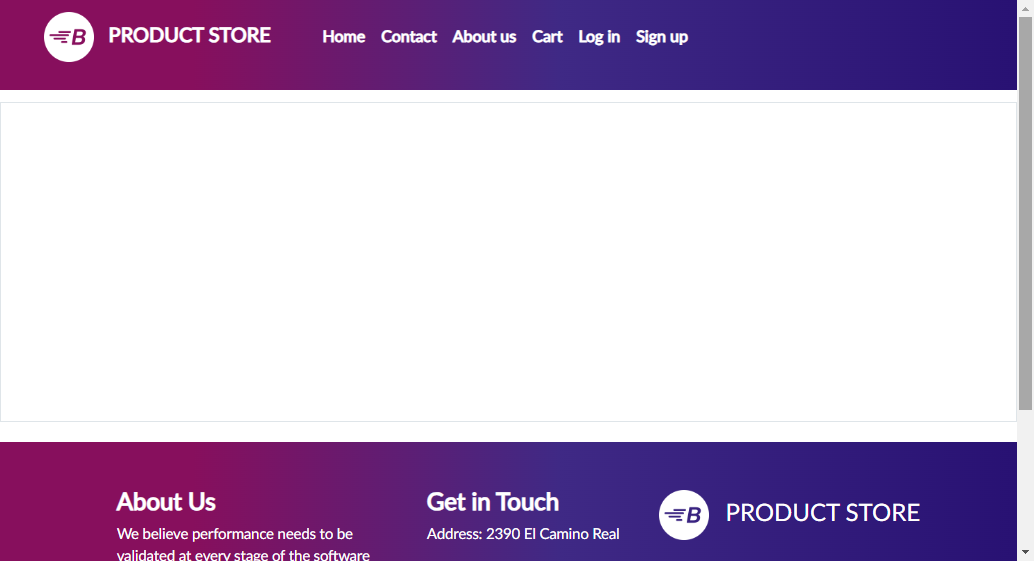 B PRODUCT STORE Home Contact About us Cart Log in Sign up
About Us
We believe performance needs to be
validated at every stage of the software
Get in Touch
Address: 2390 El Camino Real
B PRODUCT STORE